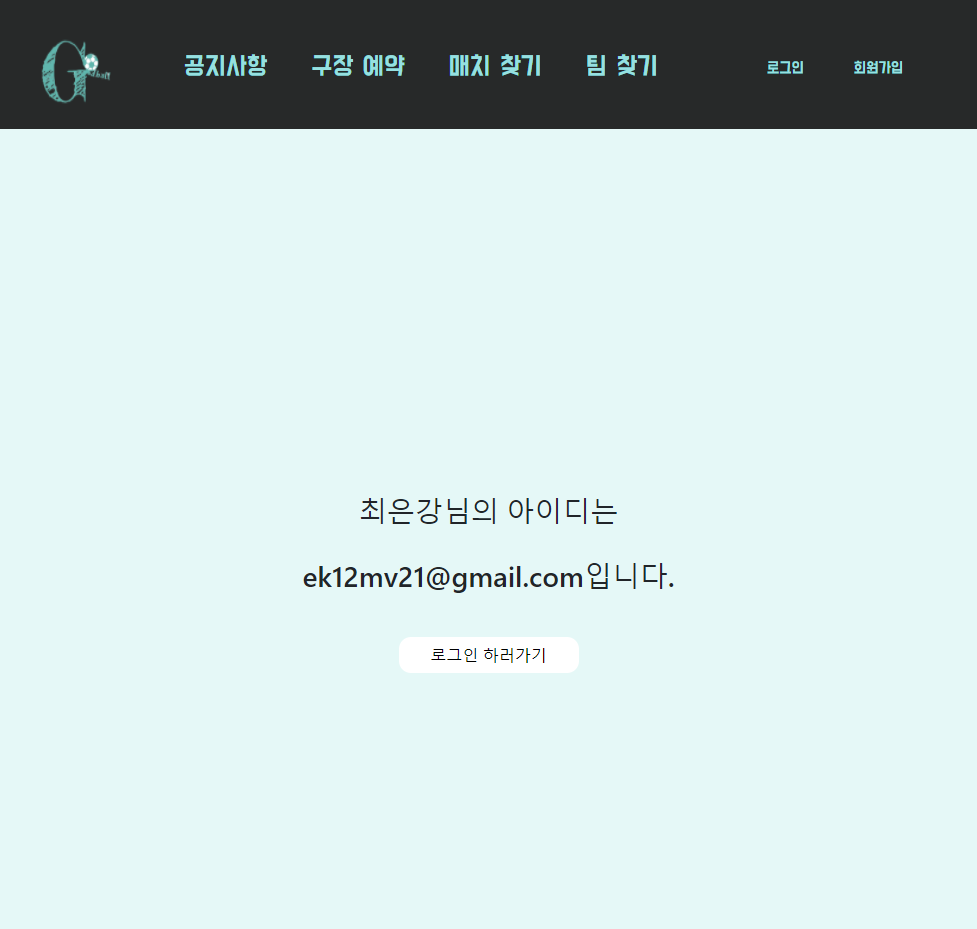 공지사항 구장 예약 매치 찾기 팀 찾기 로그인 회원가입
최은강님의 아이디는
ek12mv21@gmail.com입니다.
로그인 하러가기